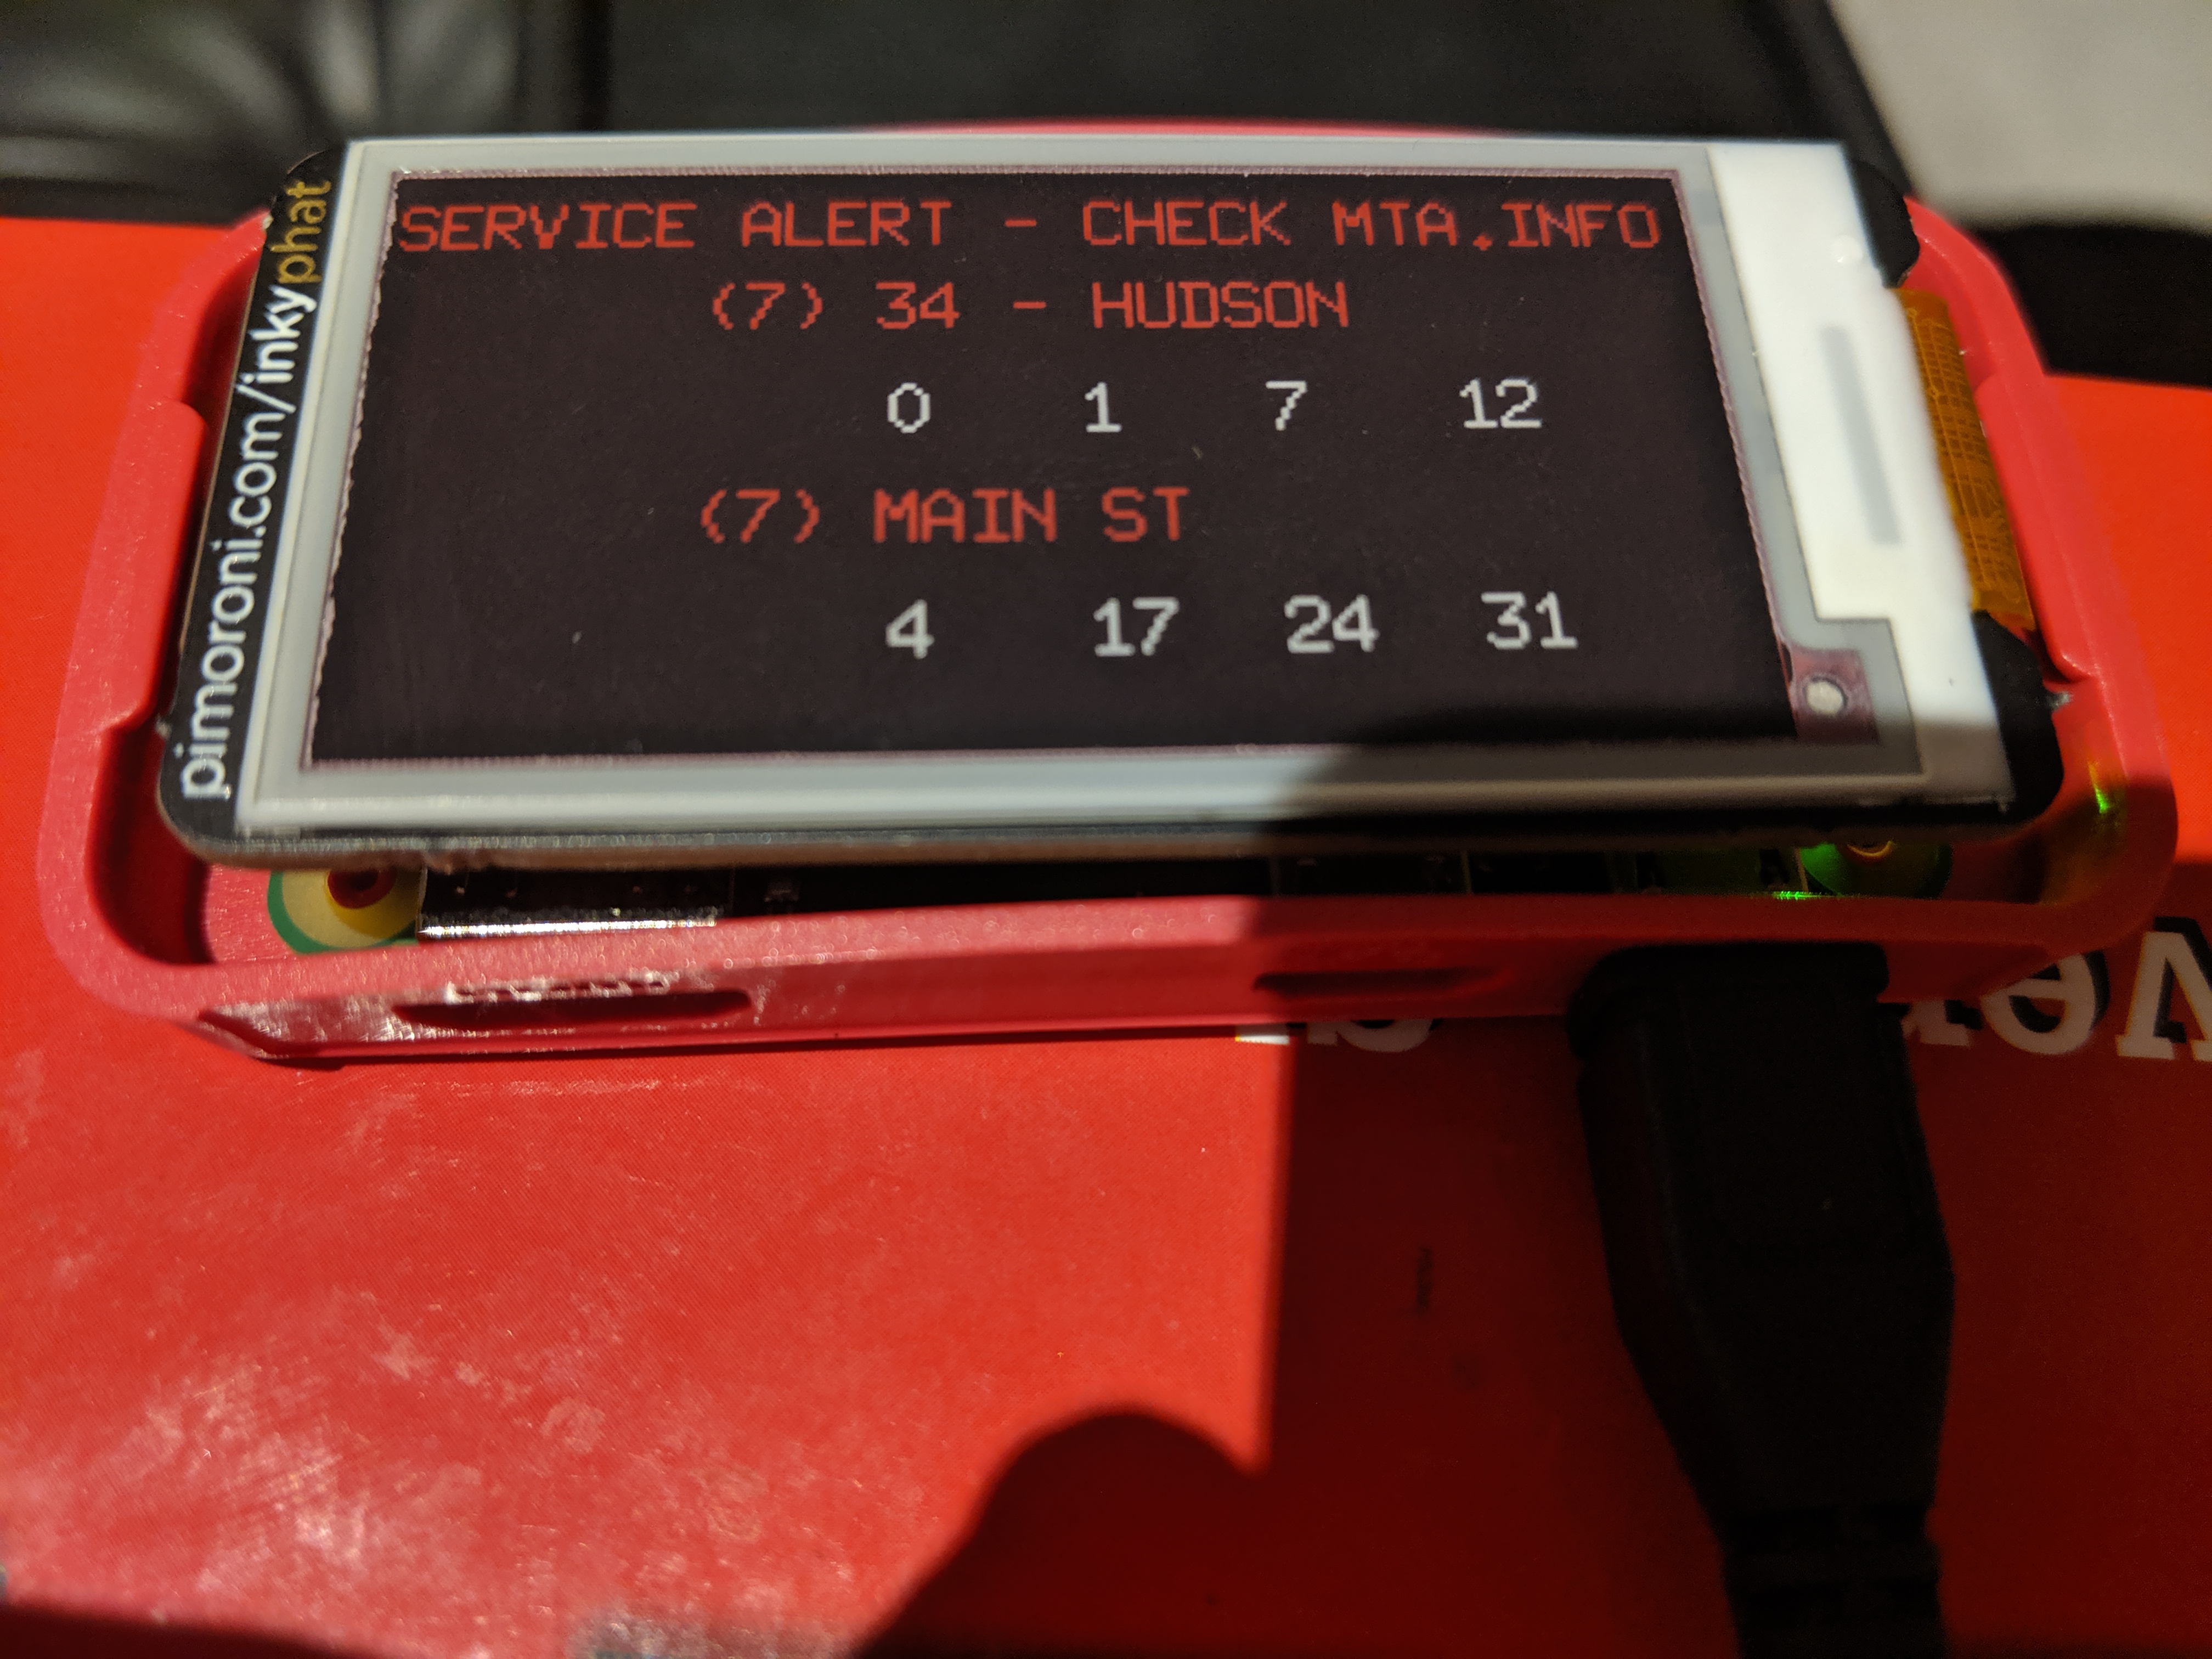 SERVICE ALERT - CHECK MTA.INFO
(7) 34 - HUDSON
0 1 7 12
(7) MAIN ST
4 17 24 31
pimoroni.com/inkyphat